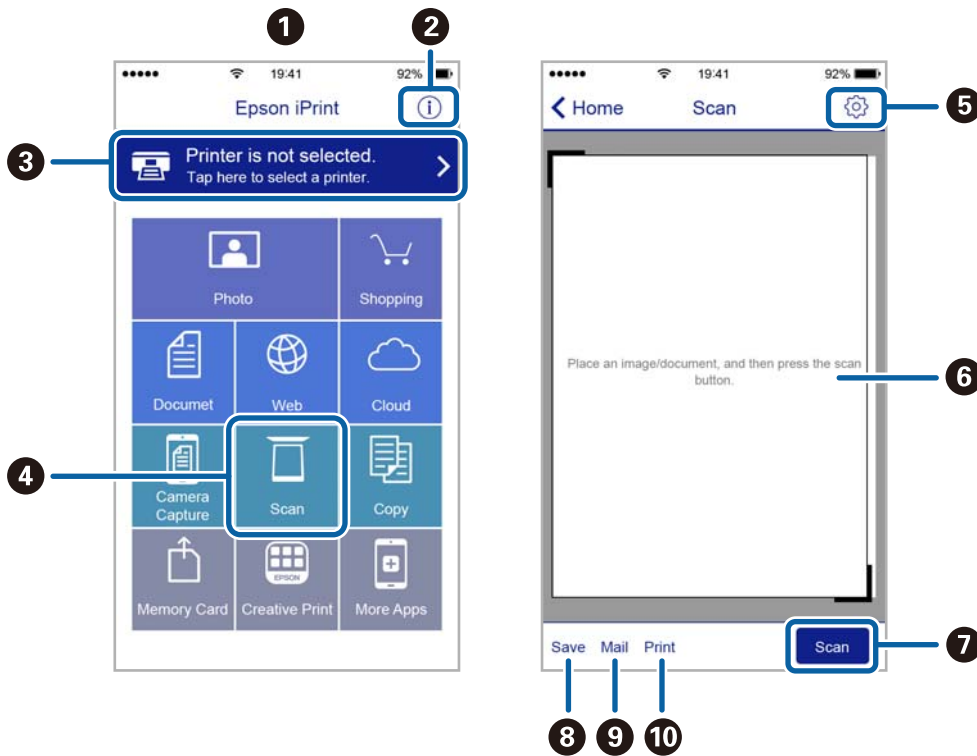 1 2
19:41 92%
Epson iPrint
3
Printer is not selected.
Tap here to select a printer.
Photo Shopping
Documet Web Cloud
4
Camera
Capture
Scan Copy
EPSON
Memory Card Creative Print More Apps
19:41 92%
Home Scan
5
Place an image/document, and then press the scan
button.
6
Save Mail Print Scan
7
8 9 10